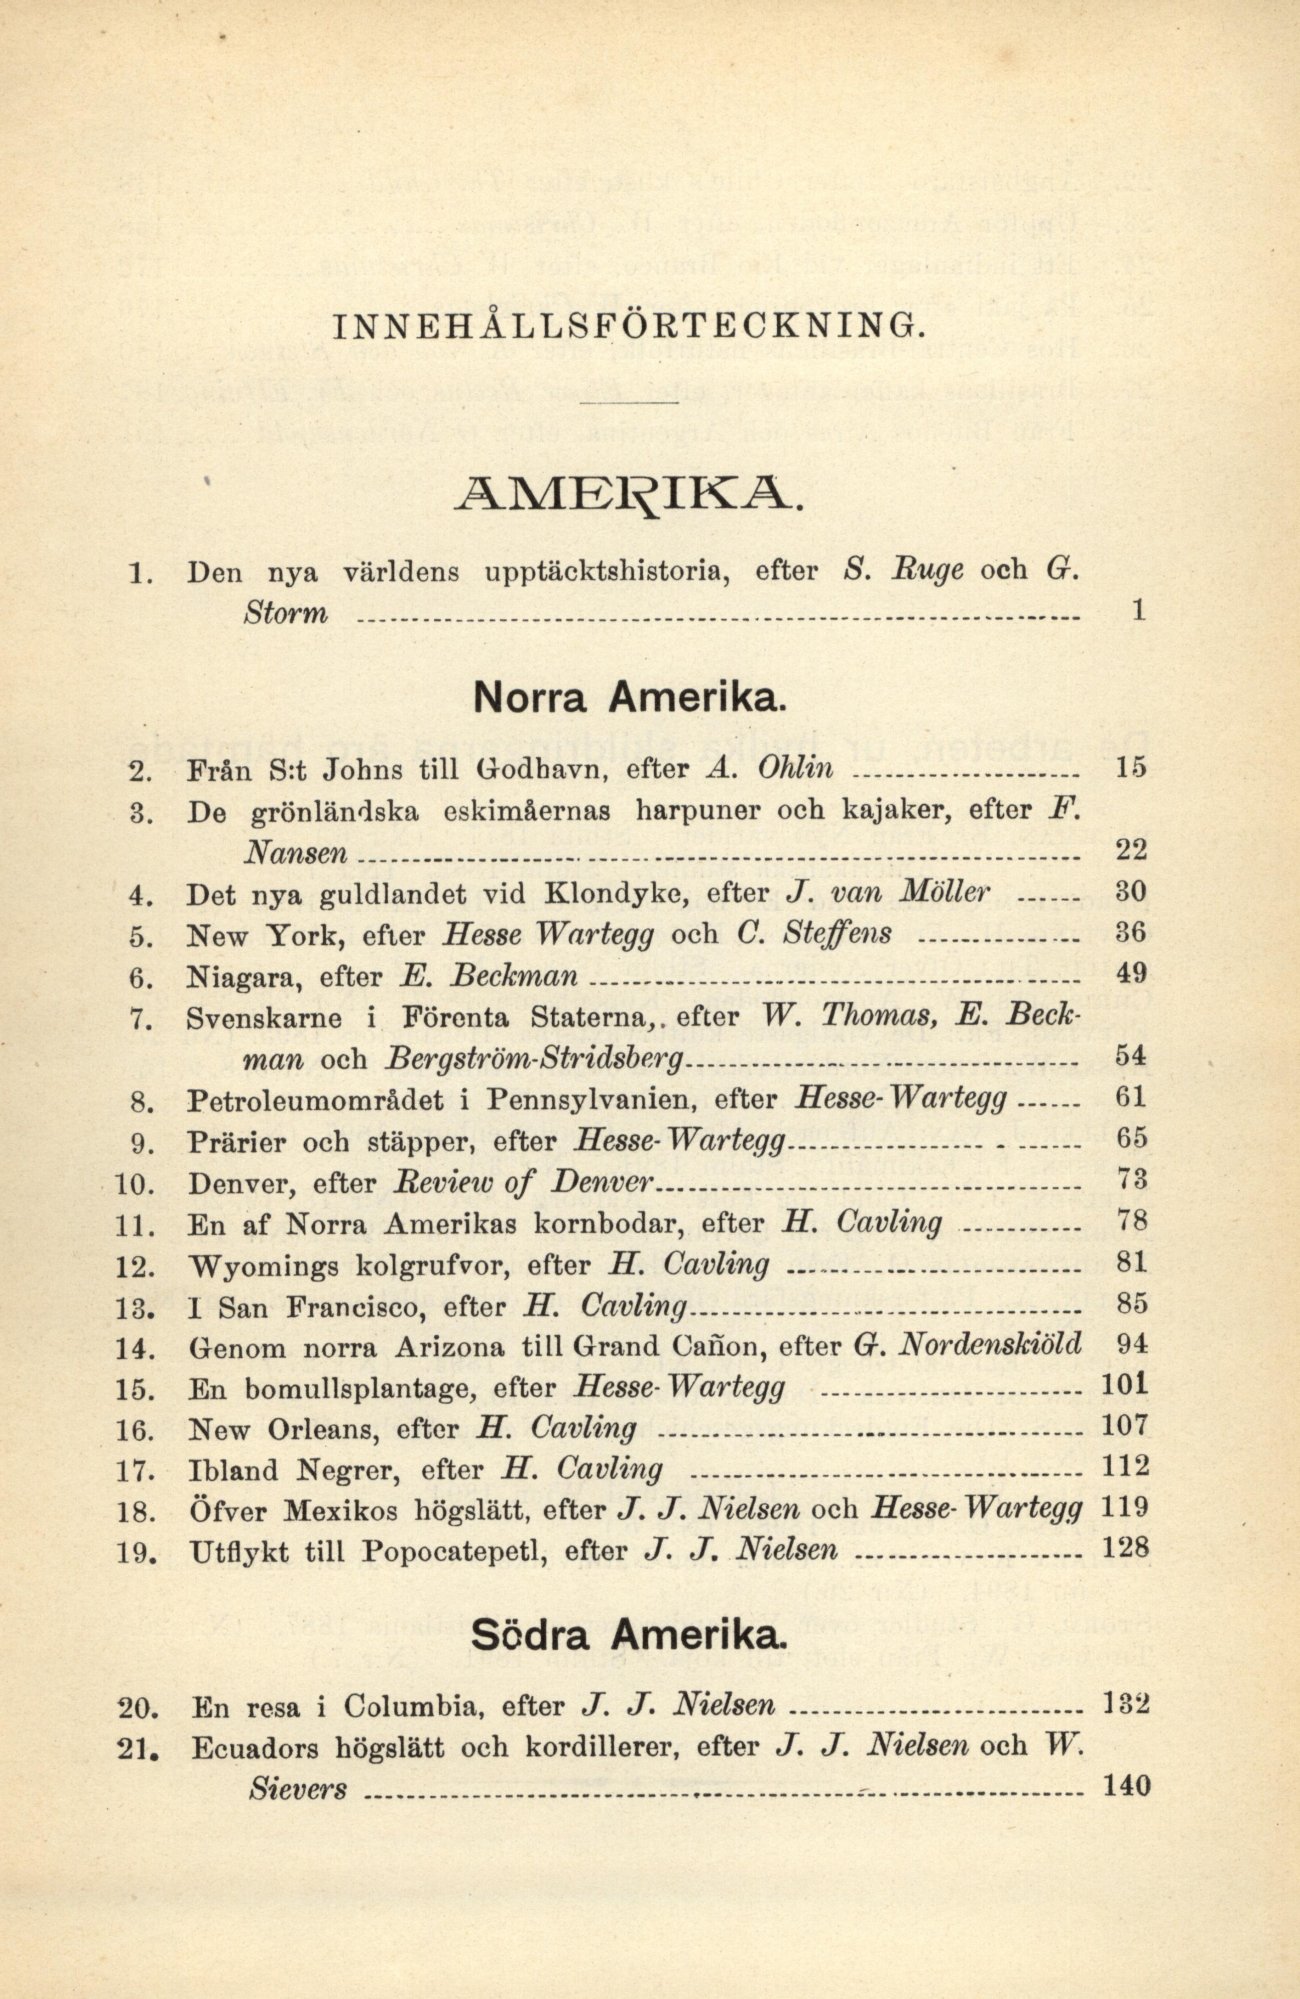 INNEHÅLLSFÖRTECKNING.
AMERIKA.
1. Den nya världens upptäcktshistoria, efter S. Ruge och G.
Storm 1
Norra Amerika.
2. Från S:t Johns till Godhavn, efter A. Ohlin 15
3. De grönländska eskimåernas harpuner och kajaker, efter F.
Nansen 22
4. Det nya guldlandet vid Klondyke, efter J. van Möller 30
5. New York, efter Hesse Wartegg och C. Steffens 36
6. Niagara, efter E. Beckman 49
7. Svenskarne i Förenta Staterna,. efter W. Thomas, E. Beck-
man och Bergström-Stridsberg 54
8. Petroleumområdet i Pennsylvanien, efter Hesse-Wartegg 61
9. Prärier och stäpper, efter Hesse-Wartegg 65
10. Denver, efter Review of Denver 73
11. En af Norra Amerikas kornbodar, efter H. Cavling 78
12. Wyomings kolgrufvor, efter H. Cavling 81
13. I San Francisco, efter H. Cavling 85
14. Genom norra Arizona till Grand Cañon, efter G. Nordenskiöld 94
15. En bomullsplantage, efter Hesse-Wartegg 101
16. New Orleans, efter H. Cavling 107
17. Ibland Negrer, efter H. Cavling 112
18. Öfver Mexikos högslätt, efter J. J. Nielsen och Hesse-Wartegg 119
19. Utflykt till Popocatepetl, efter J. J. Nielsen 128
Södra Amerika.
20. En resa i Columbia, efter J. J. Nielsen 132
21. Ecuadors högslätt och kordillerer, efter J. J. Nielsen och W.
Sievers 140